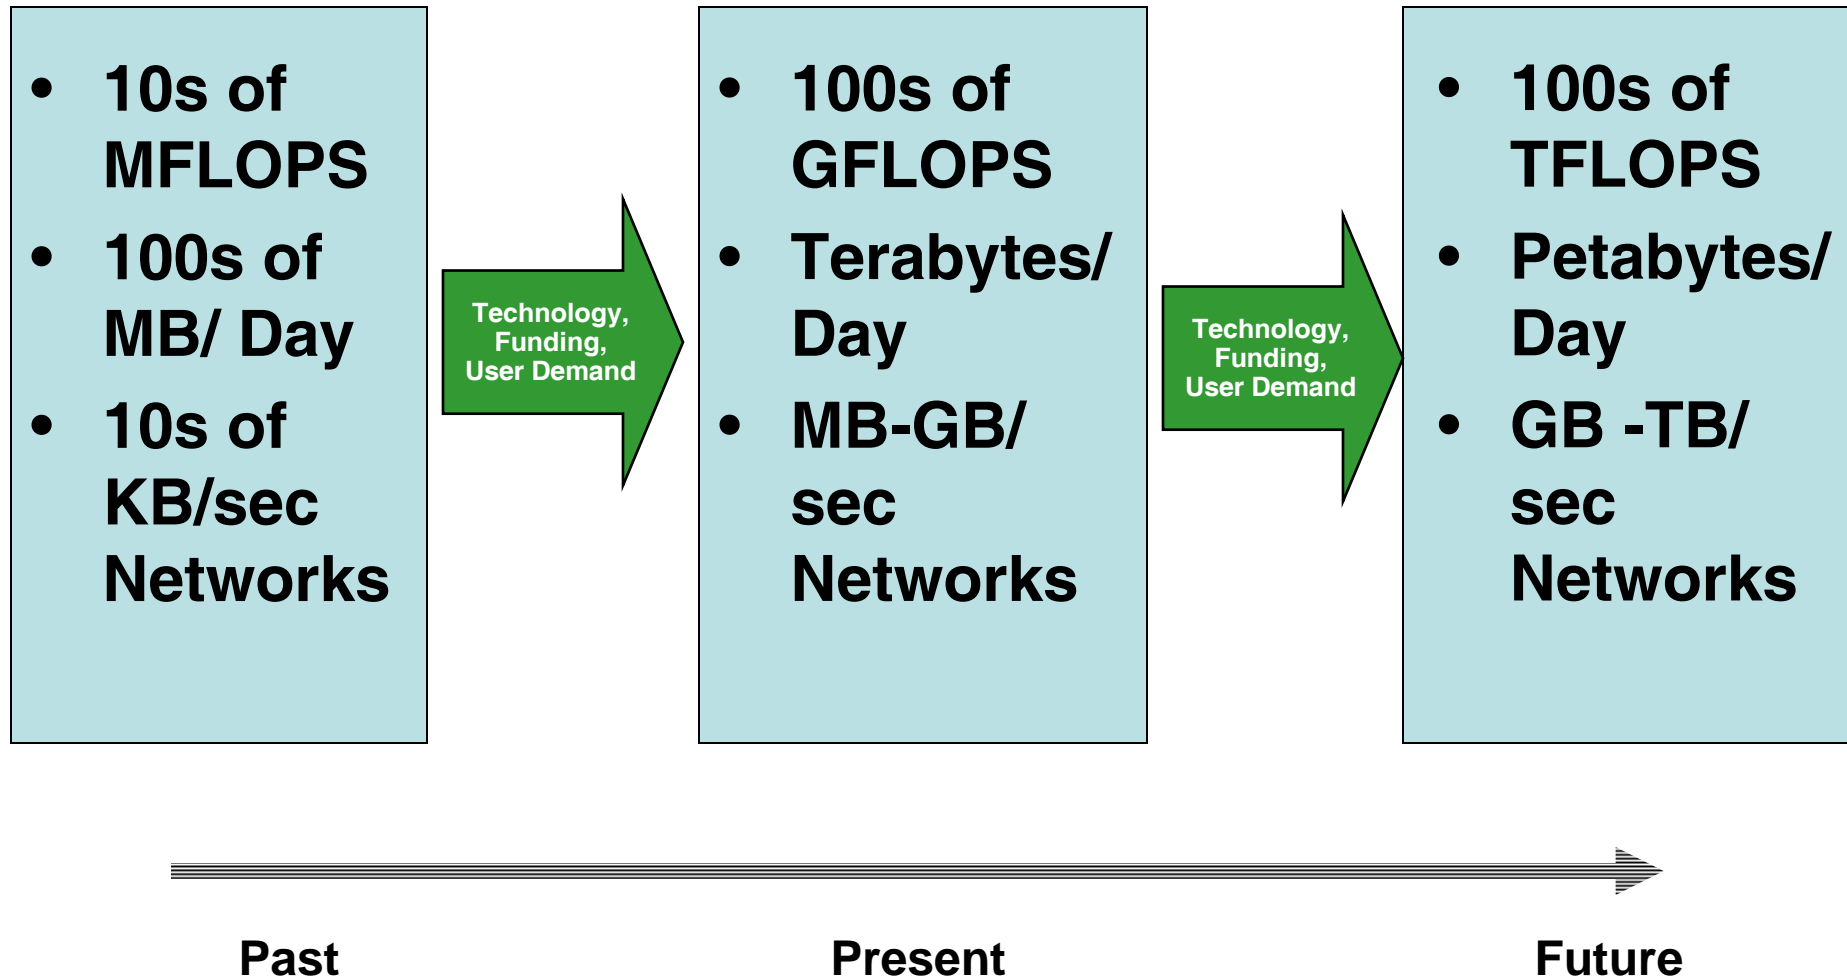 • 10s of
MFLOPS
• 100s of
MB/ Day
• 10s of
KB/sec
Networks
Technology,
Funding,
User Demand
• 100s of
GFLOPS
• Terabytes/
Day
• MB-GB/
sec
Networks
Technology,
Funding,
User Demand
• 100s of
TFLOPS
• Petabytes/
Day
• GB -TB/
sec
Networks
Past
Present
Future